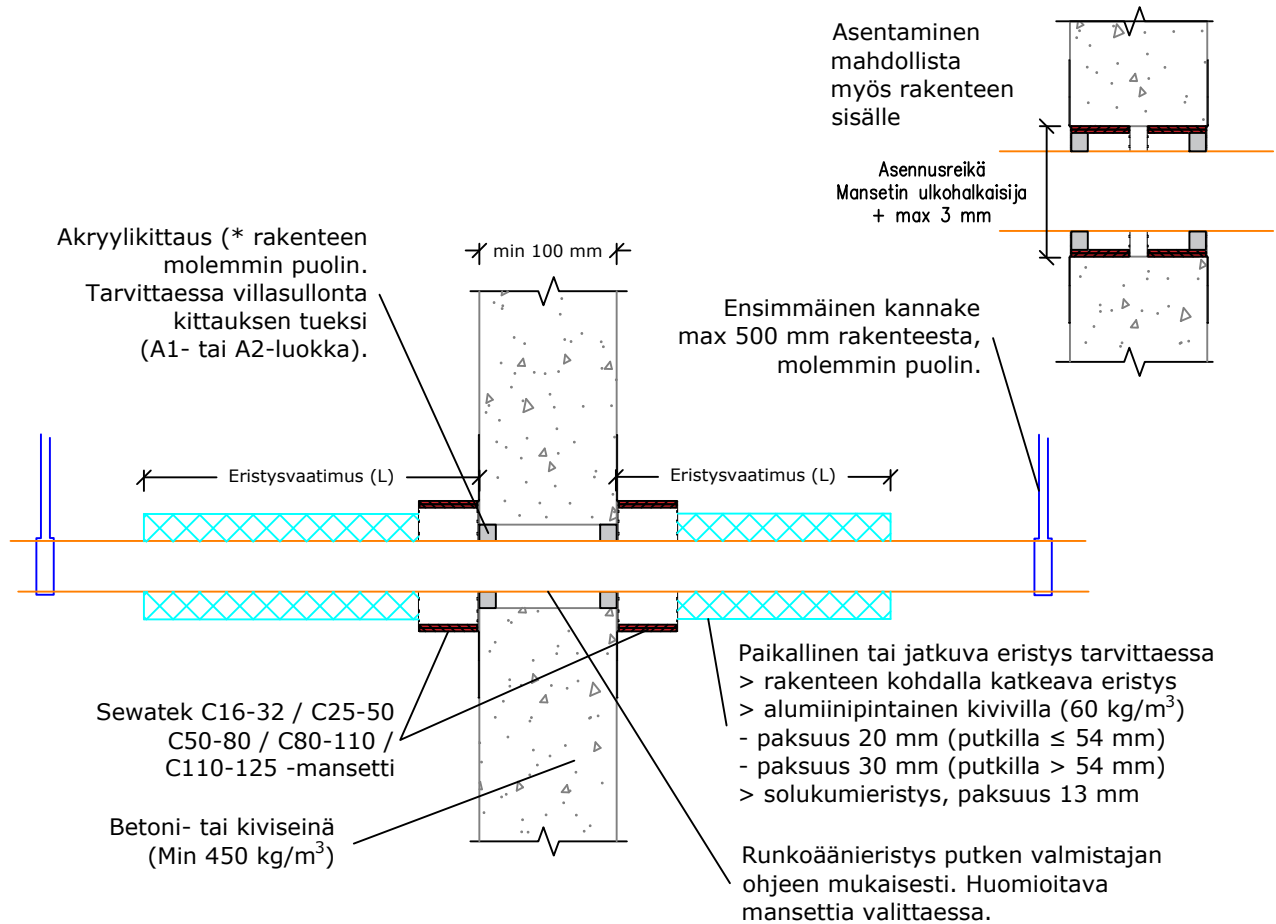 Asentaminen
mahdollista
myös rakenteen
sisälle
Asennusreikä
Mansetin ulkohalkaisija
+ max 3 mm
Akryylikittaus (* rakenteen
molemmin puolin.
Tarvittaessa villasullonta
kittauksen tueksi
(A1- tai A2-luokka).
min 100 mm
Ensimmäinen kannake
max 500 mm rakenteesta,
molemmin puolin.
Eristysvaatimus (L)
Eristysvaatimus (L)
Sewatek C16-32 / C25-50
C50-80 / C80-110 /
C110-125 -mansetti
Betoni- tai kiviseinä
(Min 450 kg/m³)
Paikallinen tai jatkuva eristys tarvittaessa
> rakenteen kohdalla katkeava eristys
> alumiinipintainen kivivilla (60 kg/m³)
- paksuus 20 mm (putkilla ≤ 54 mm)
- paksuus 30 mm (putkilla > 54 mm)
> solukumieristys, paksuus 13 mm
Runkoäänieristys putken valmistajan
ohjeen mukaisesti. Huomioitava
mansettia valittaessa.